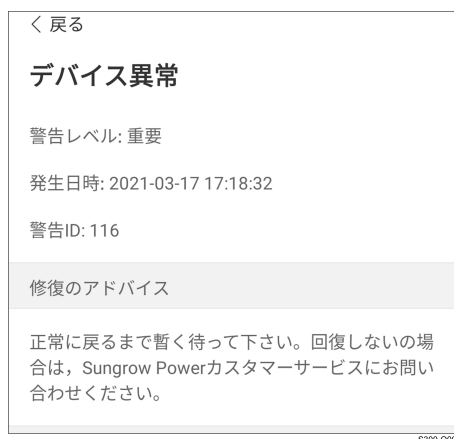 く 戻る
デバイス異常
警告レベル: 重要
発生日時: 2021-03-17 17:18:32
警告ID: 116
修復のアドバイス
正常に戻るまで暫く待って下さい。回復しないの場
合は，Sungrow Powerカスタマーサービスにお問い
合わせください。